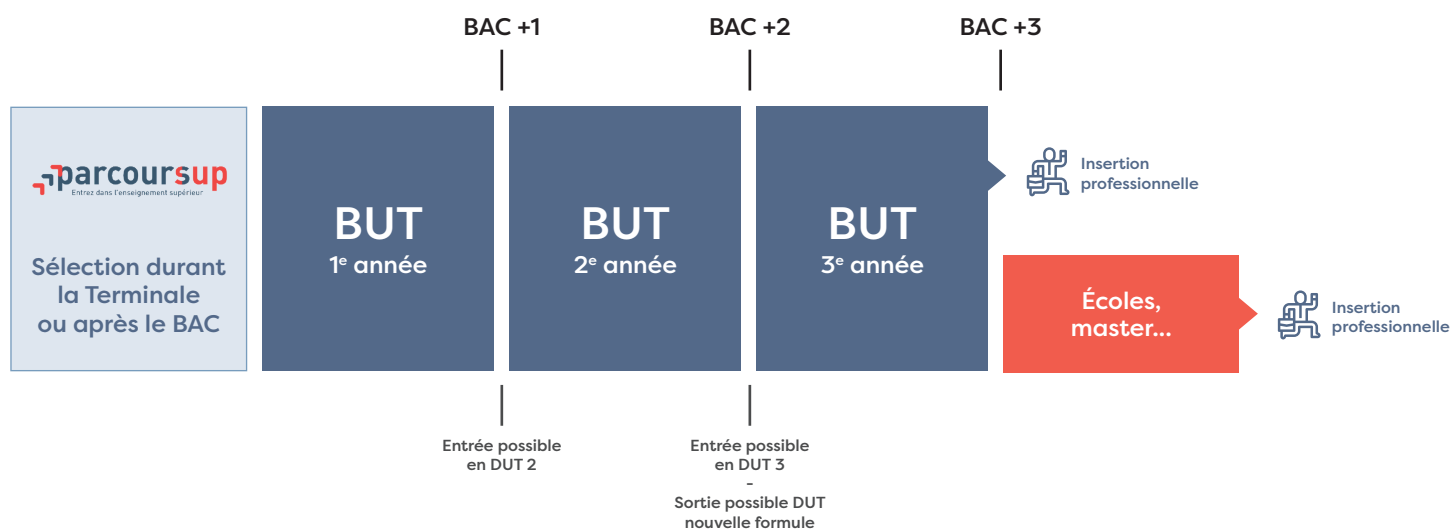 BAC +1
BAC +2
BAC +3
parcoursup
Entrez dans l'enseignement supérieur
Sélection durant
la Terminale
ou après le BAC
BUT
1e année
BUT
2e année
BUT
3e année
Insertion
professionnelle
Écoles,
master...
Insertion
professionnelle
Entrée possible
en DUT 2
Entrée possible
en DUT 3
-
Sortie possible DUT
nouvelle formule